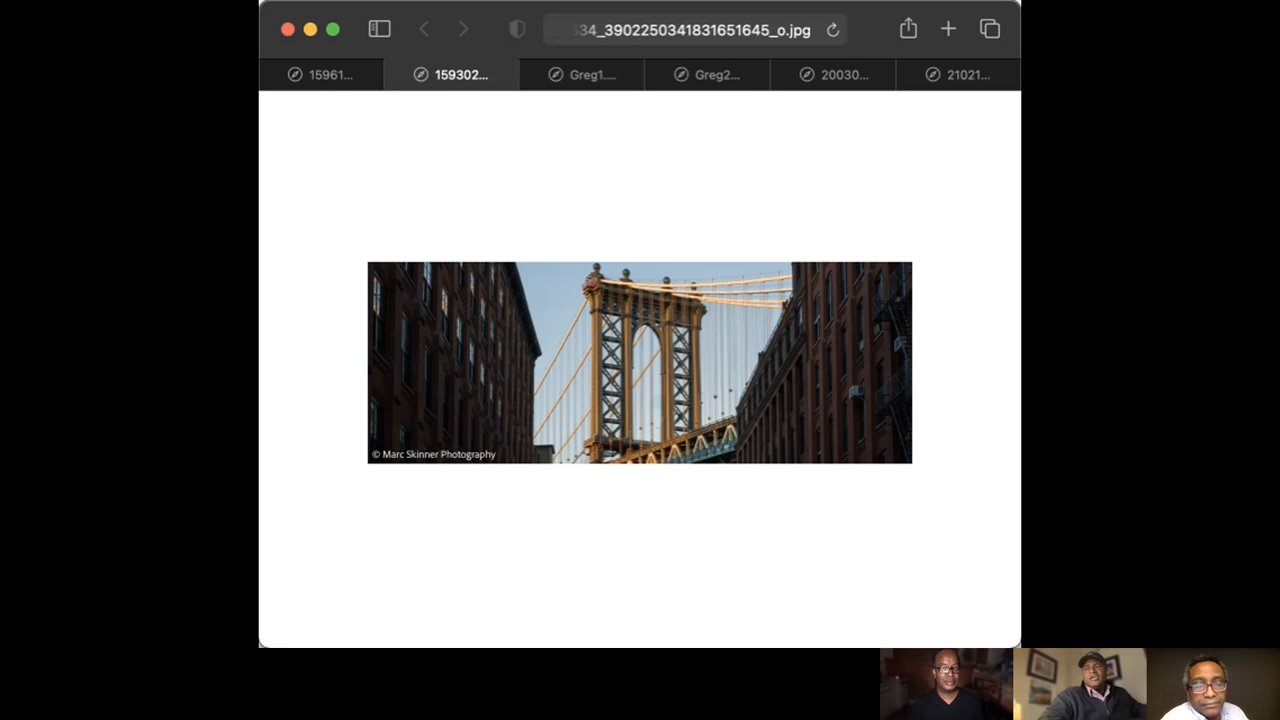 34_3902250341831651645_o.jpg
15961...
159302...
Greg1....
Greg2...
20030...
21021...
© Marc Skinner Photography